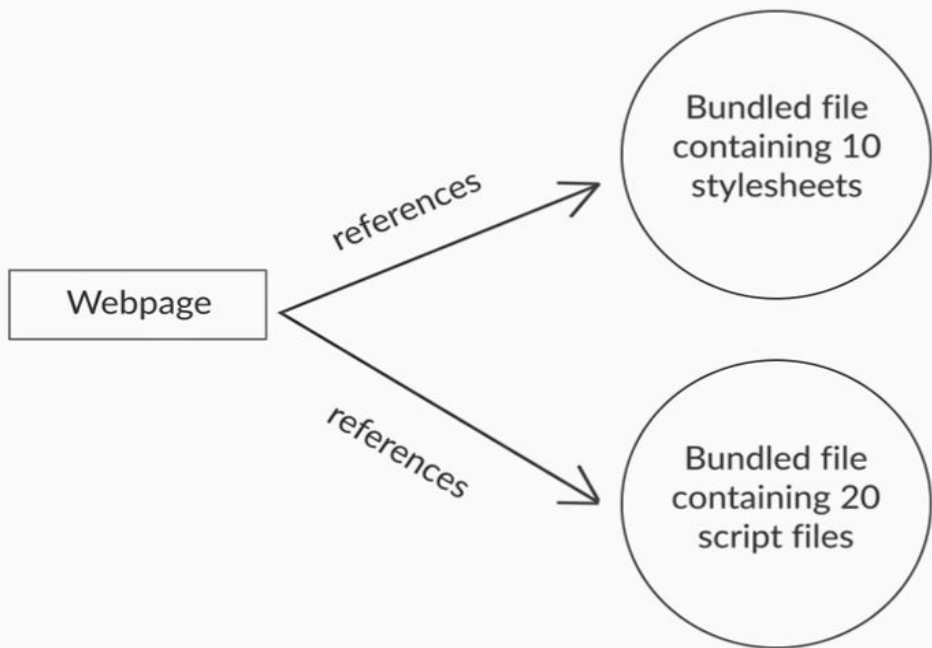 Bundled file
containing 10
stylesheets
references
Webpage
references
Bundled file
containing 20
script files